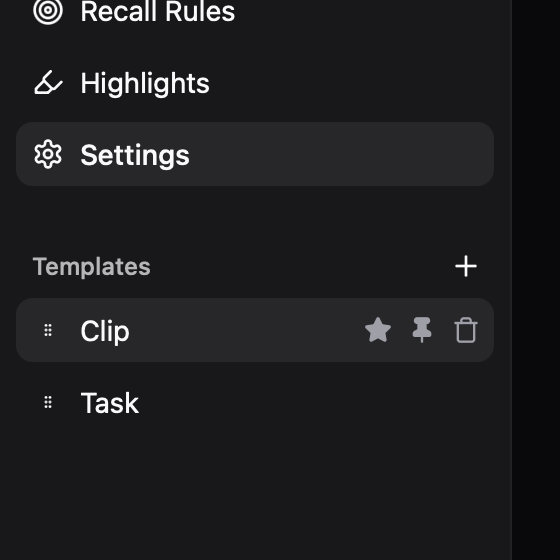 Recall Rules
Highlights
Settings
Templates
Clip
Task